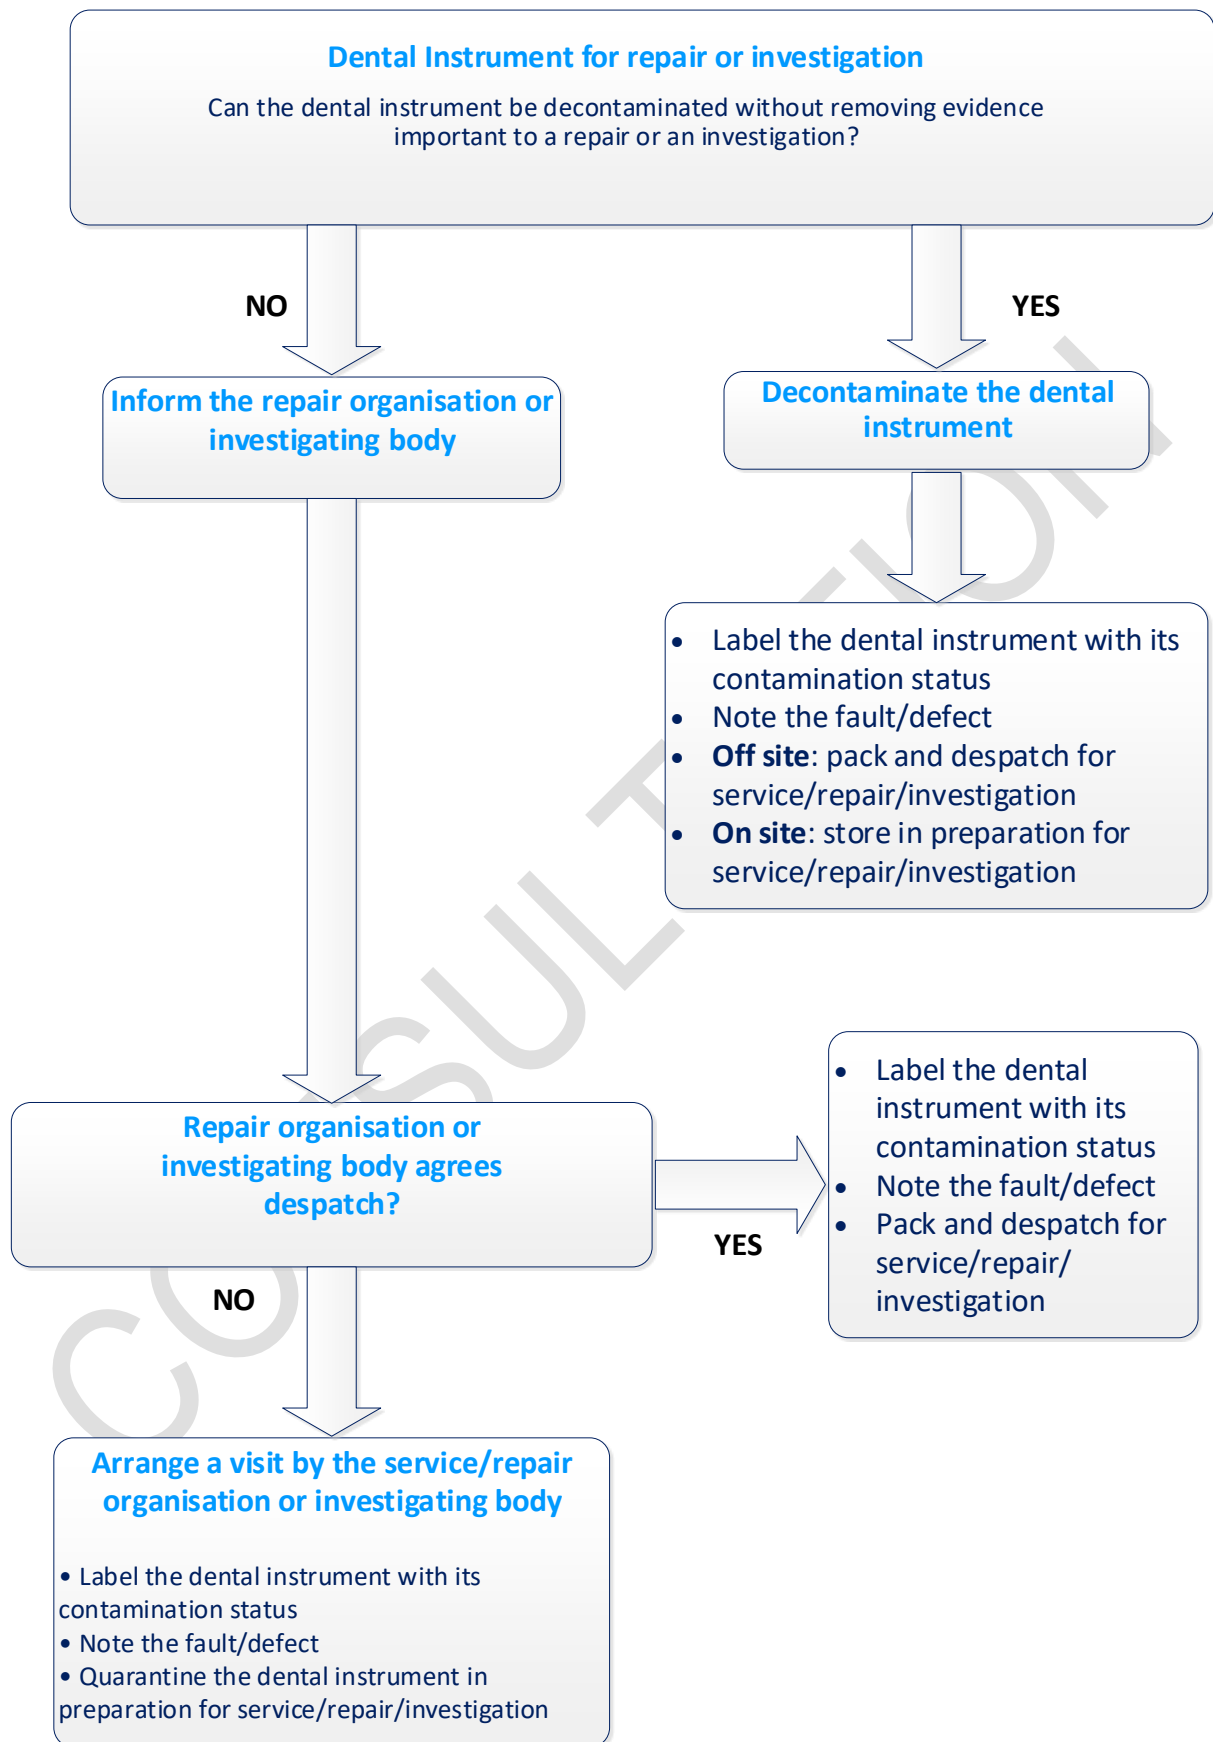 Dental Instrument for repair or investigation
Can the dental instrument be decontaminated without removing evidence
important to a repair or an investigation?
NO
YES
Inform the repair organisation or
investigating body
Decontaminate the dental
instrument
• Label the dental instrument with its
contamination status
• Note the fault/defect
• Off site: pack and despatch for
service/repair/investigation
• On site: store in preparation for
service/repair/investigation
Repair organisation or
investigating body agrees
despatch?
YES
• Label the dental
instrument with its
contamination status
• Note the fault/defect
• Pack and despatch for
service/repair/
investigation
NO
Arrange a visit by the service/repair
organisation or investigating body
• Label the dental instrument with its
contamination status
• Note the fault/defect
• Quarantine the dental instrument in
preparation for service/repair/investigation
CONSULTATION